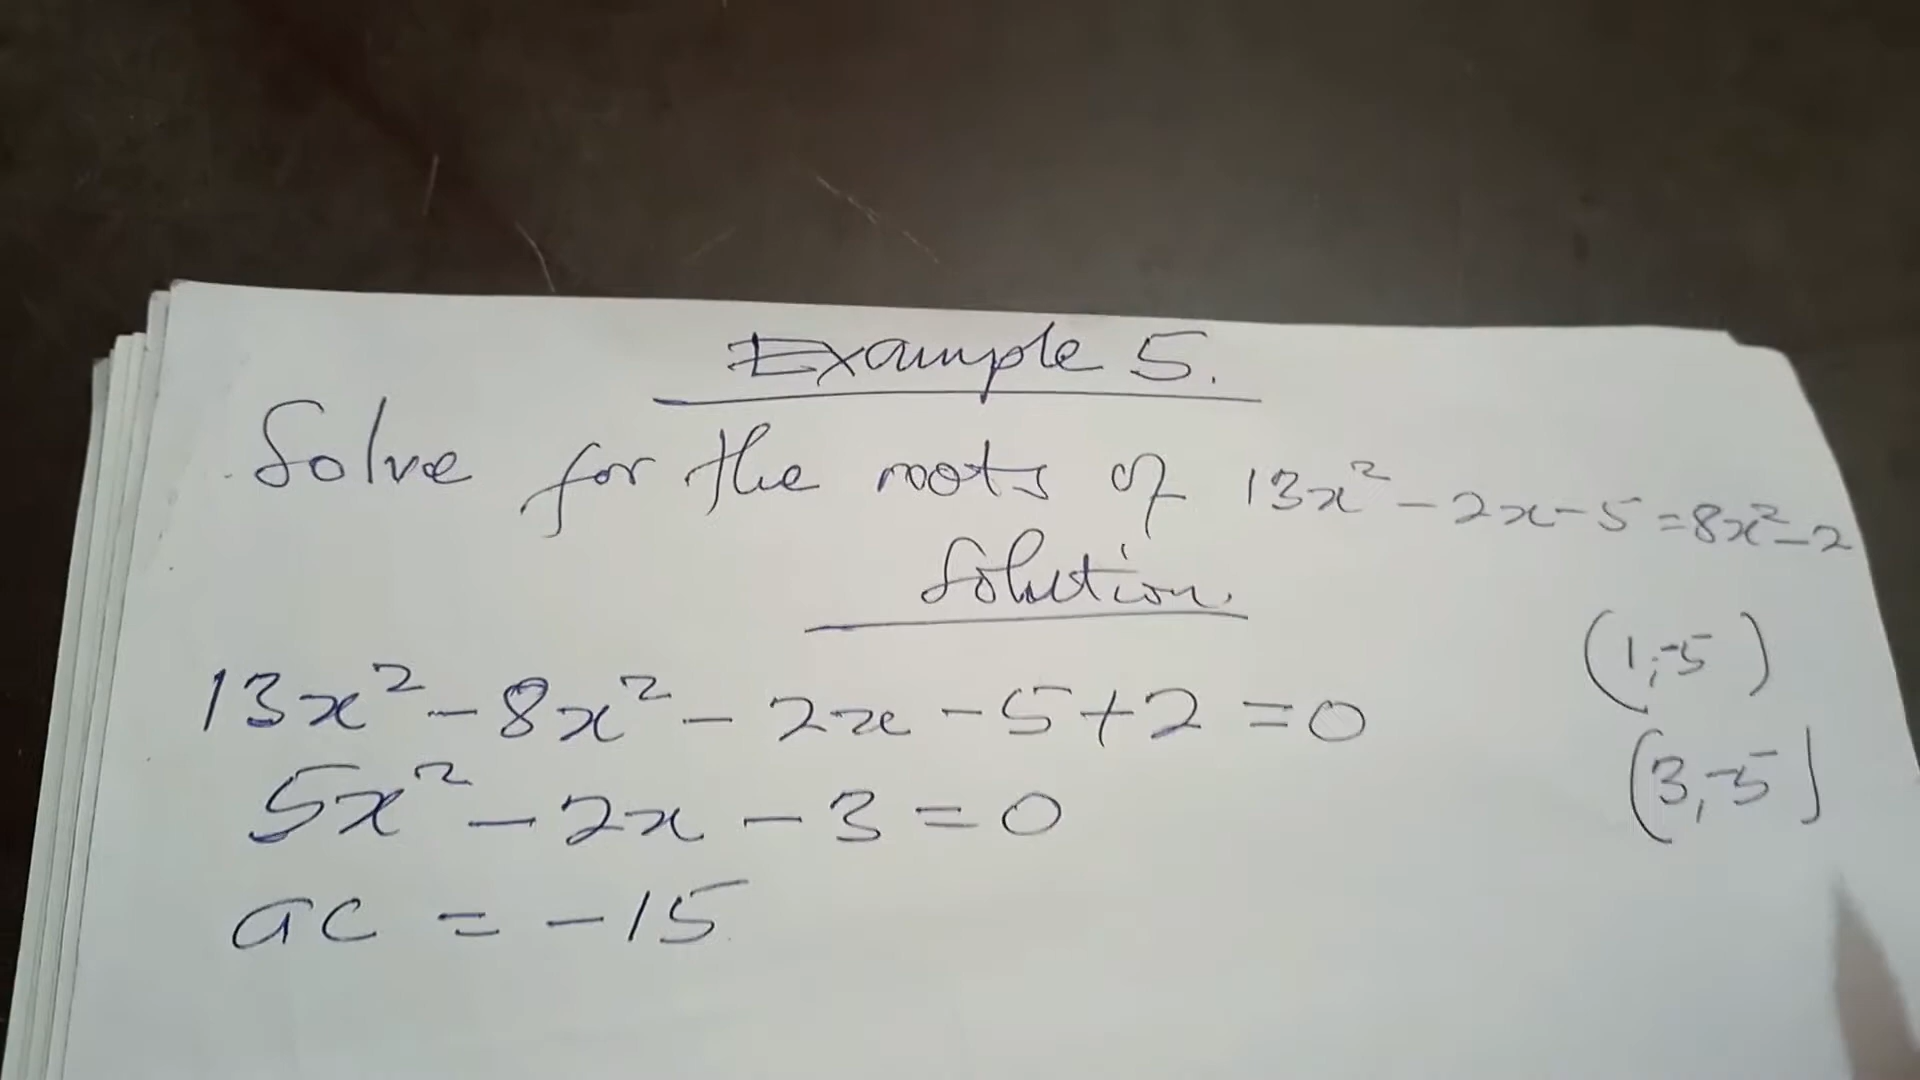 Example 5.
Solve for the roots of 13x² - 2x - 5 = 8x² - 2
Solution.
13x² - 8x² - 2x - 5 + 2 = 0
(1, -5)
5x² - 2x - 3 = 0
(3, -5)
ac = -15